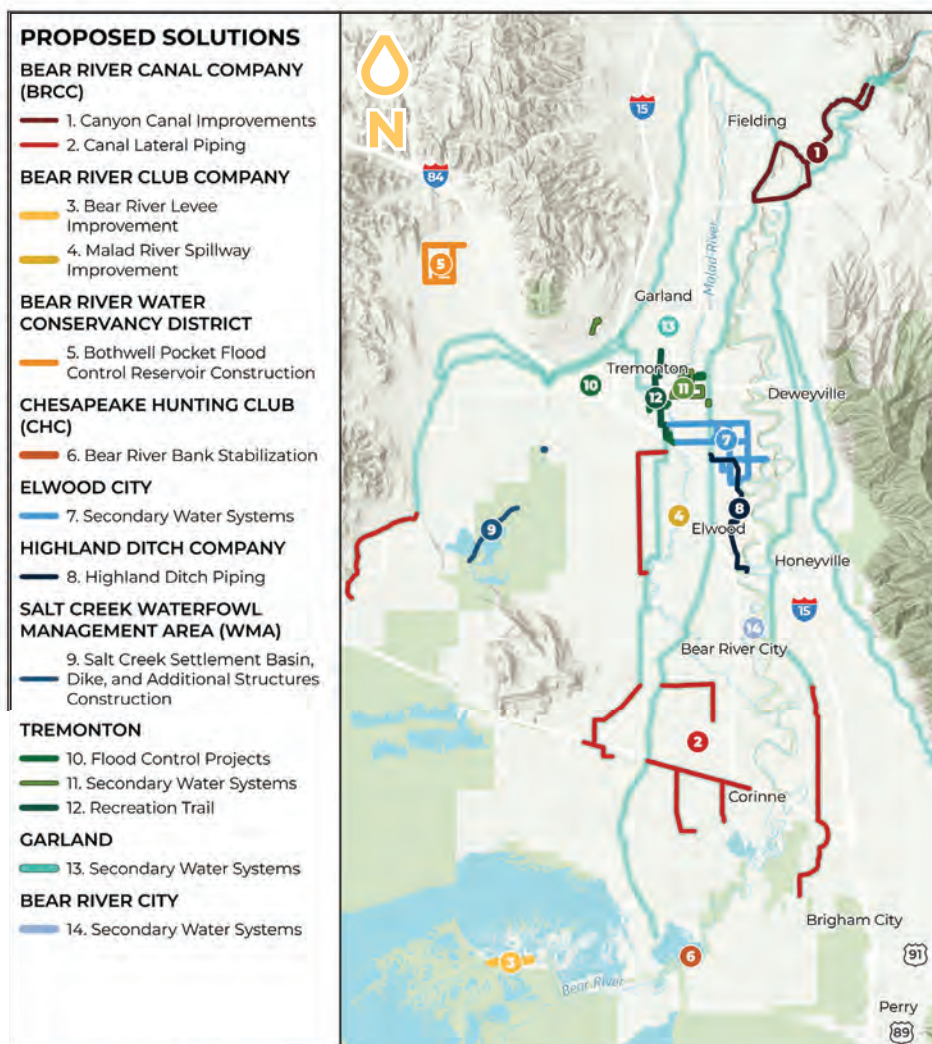 PROPOSED SOLUTIONS
BEAR RIVER CANAL COMPANY
(BRCC)
1. Canyon Canal Improvements
2. Canal Lateral Piping
BEAR RIVER CLUB COMPANY
3. Bear River Levee
Improvement
4. Malad River Spillway
Improvement
BEAR RIVER WATER
CONSERVANCY DISTRICT
5. Bothwell Pocket Flood
Control Reservoir Construction
CHESAPEAKE HUNTING CLUB
(CHC)
6. Bear River Bank Stabilization
ELWOOD CITY
7. Secondary Water Systems
HIGHLAND DITCH COMPANY
8. Highland Ditch Piping
SALT CREEK WATERFOWL
MANAGEMENT AREA (WMA)
9. Salt Creek Settlement Basin,
Dike, and Additional Structures
Construction
TREMONTON
10. Flood Control Projects
11. Secondary Water Systems
12. Recreation Trail
GARLAND
13. Secondary Water Systems
BEAR RIVER CITY
14. Secondary Water Systems
N
15
Fielding
1
84
Malad River
5
Garland
13
Tremonton
10
11
12
Deweyville
7
4
8
9
Elwood
Honeyville
15
14
Bear River City
2
Corinne
Brigham City
91
6
3
Bear River
Perry
89